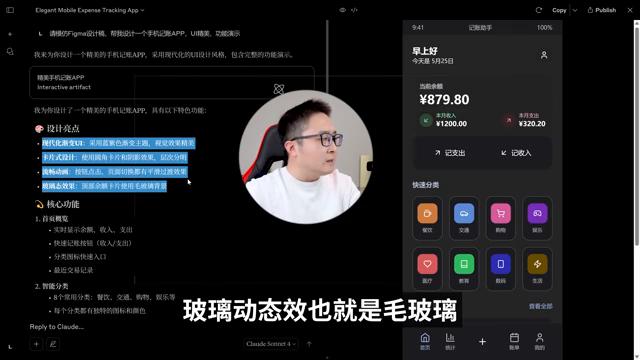 Elegant Mobile Expense Tracking App
Copy
Publish
请模仿Figma设计稿，帮我设计一个手机记账APP，UI精美，功能演示
我来为你设计一个精美的手机记账APP，采用现代化的UI设计风格，包含完整的功能演示。
精美手机记账APP
Interactive artifact
我为你设计了一个精美的手机记账APP，具有以下特色功能：
🎨 设计亮点
• 现代化渐变UI：采用蓝紫色渐变主题，视觉效果精美
• 卡片式设计：使用圆角卡片和阴影效果，层次分明
• 流畅动画：按钮点击、页面切换都有平滑过渡效果
• 玻璃态效果：顶部余额卡片使用毛玻璃背景
💫 核心功能
1. 首页概览
• 实时显示余额、收入、支出
• 快速记账按钮（收入/支出）
• 分类图标快速入口
• 最近交易记录
2. 智能分类
• 8个常用分类：餐饮、交通、购物、娱乐等
• 每个分类都有独特的图标和颜色
Reply to Claude...
Claude Sonnet 4
9:41
记账助手
100%
早上好
今天是 5月25日
当前余额
¥879.80
本月收入
¥1200.00
本月支出
¥320.20
记支出
记收入
快速分类
餐饮
交通
购物
娱乐
医疗
教育
数码
生活
查看全部
首页
统计
账单
我的
玻璃动态效也就是毛玻璃